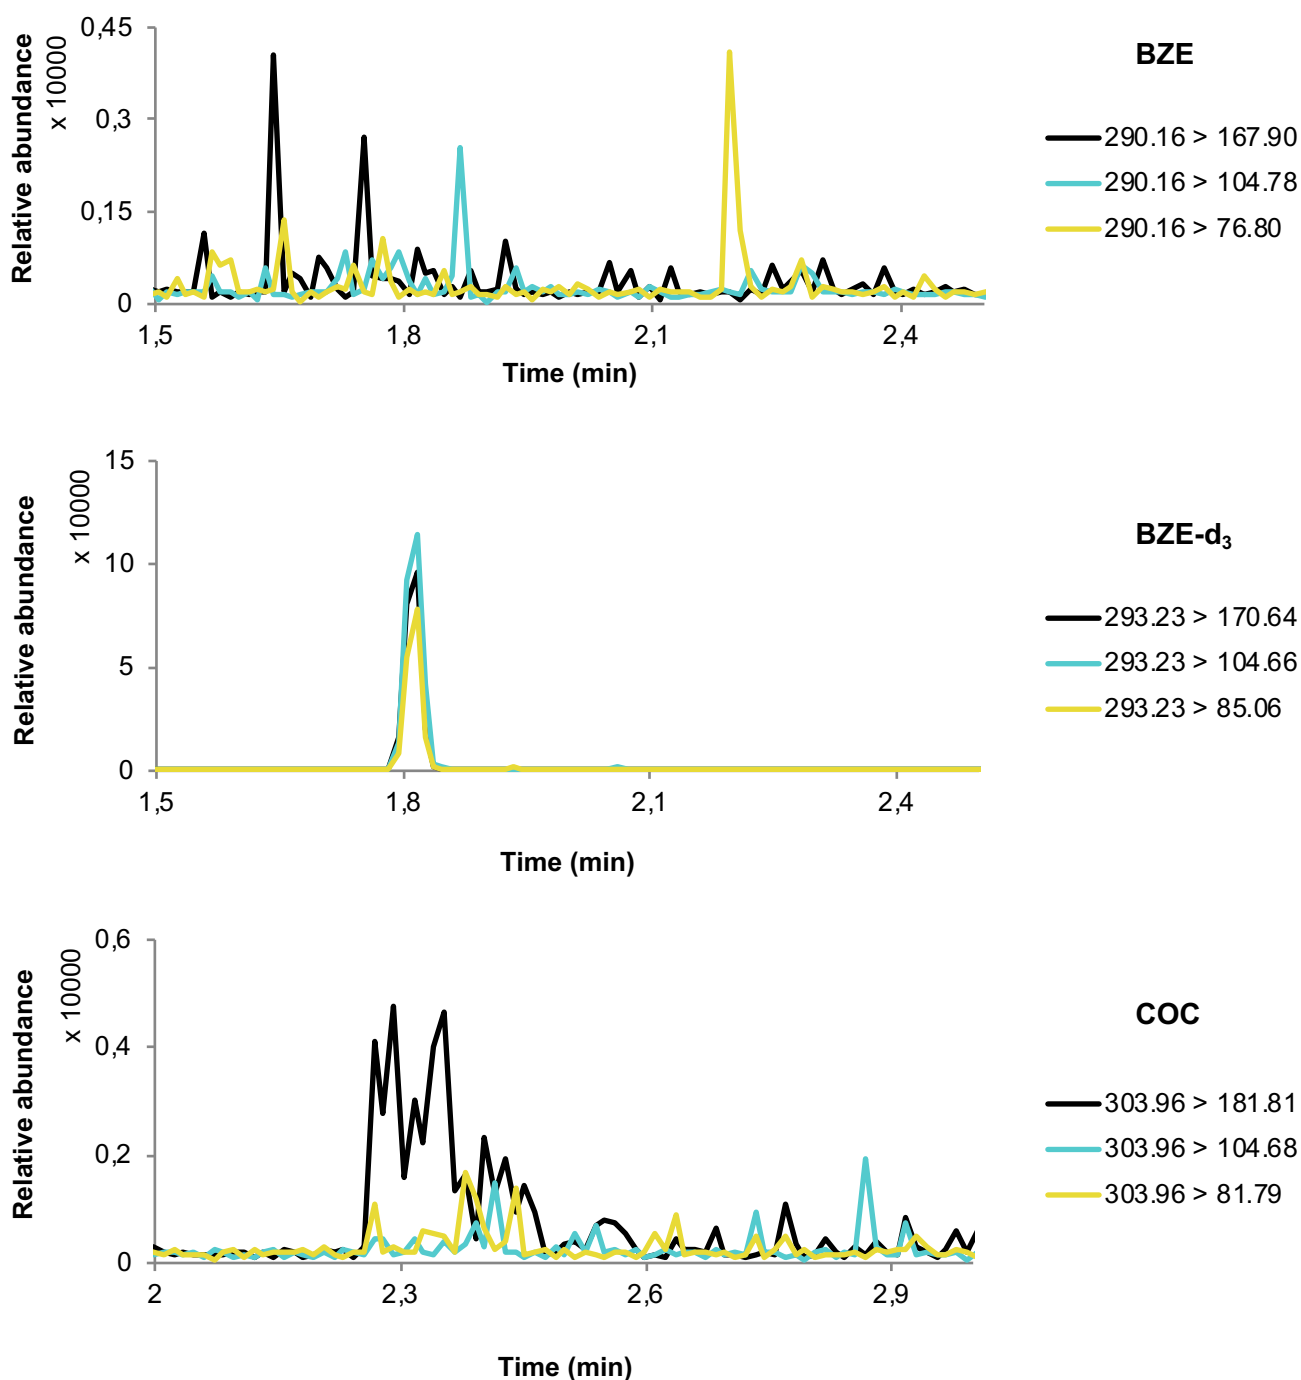 Relative abundance
x 10000
0,45
0,3
0,15
0
1,5
1,8
2,1
2,4
Time (min)
BZE
290.16 > 167.90
290.16 > 104.78
290.16 > 76.80
Relative abundance
x 10000
15
10
5
0
1,5
1,8
2,1
2,4
Time (min)
BZE-d₃
293.23 > 170.64
293.23 > 104.66
293.23 > 85.06
Relative abundance
x 10000
0,6
0,4
0,2
0
2
2,3
2,6
2,9
Time (min)
COC
303.96 > 181.81
303.96 > 104.68
303.96 > 81.79